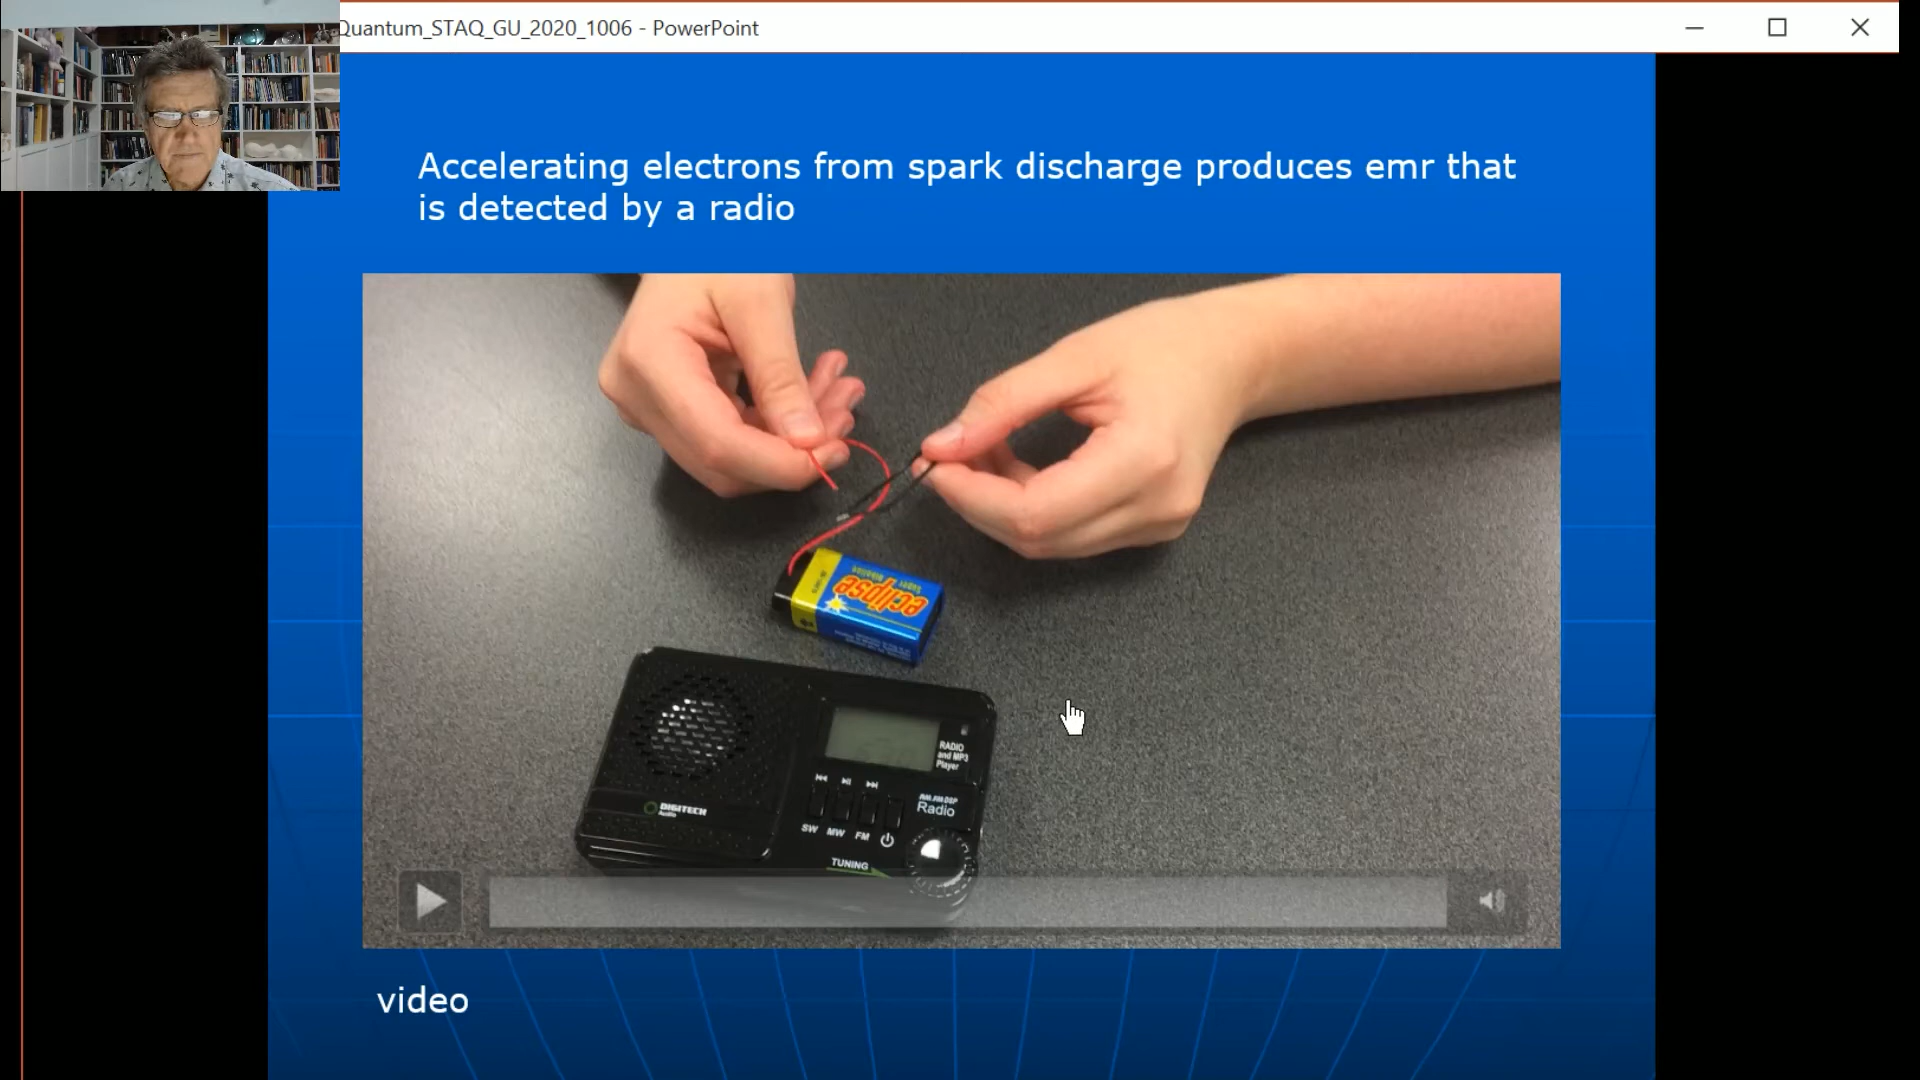 Quantum_STAQ_GU_2020_1006 - PowerPoint
Accelerating electrons from spark discharge produces emr that
is detected by a radio
eclipse
RADIO
and MP3
Player
Radio
DIGITECH
Audio
SW MW FM
TUNING
video